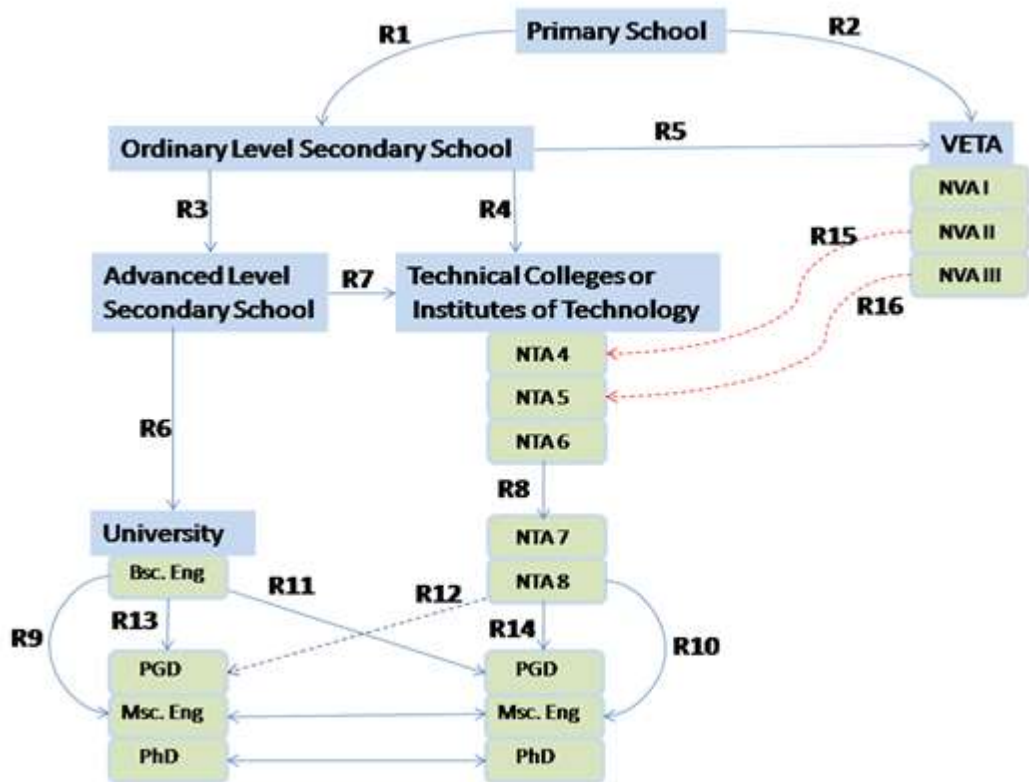 R1
Primary School
R2
Ordinary Level Secondary School
R5
VETA
NVA I
R3
R4
NVA II
R15
Advanced Level
Secondary School
R7
Technical Colleges or
Institutes of Technology
NVA III
R16
NTA 4
NTA 5
R6
NTA 6
R8
University
NTA 7
Bsc. Eng
R11
NTA 8
R12
R9
R13
R14
R10
PGD
PGD
Msc. Eng
Msc. Eng
PhD
PhD